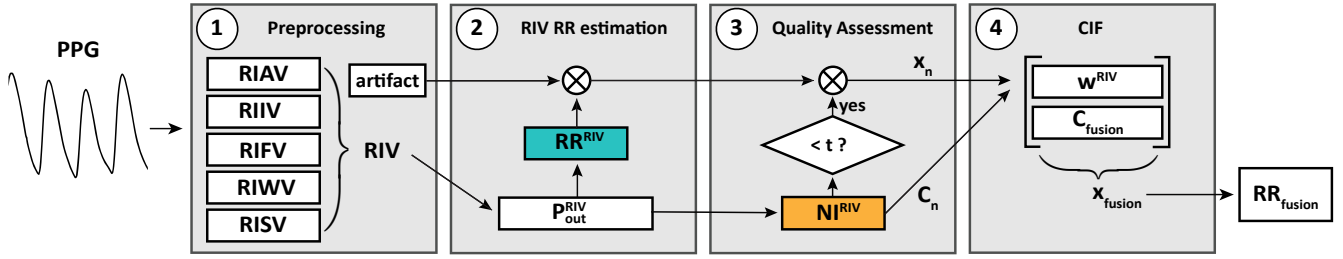 PPG
1 Preprocessing
RIAV
RIIV
RIFV
RIWV
RISV
artifact
RIV
2 RIV RR estimation
RR^RIV
P_out^RIV
3 Quality Assessment
yes
< t ?
NI^RIV
x_n
C_n
4 CIF
w^RIV
C_fusion
x_fusion
RR_fusion